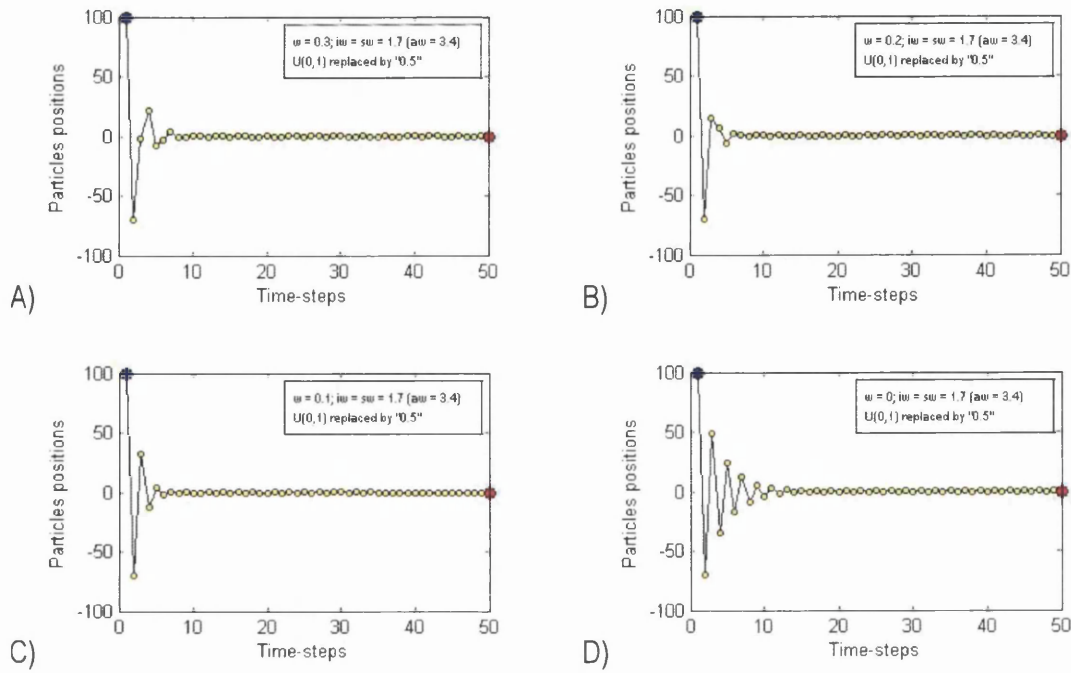 100
50
0
-50
-100
Particles positions
w = 0.3; iw = sw = 1.7 (aw = 3.4)
U(0,1) replaced by "0.5"
0 10 20 30 40 50
Time-steps
A)
100
50
0
-50
-100
Particles positions
w = 0.2; iw = sw = 1.7 (aw = 3.4)
U(0,1) replaced by "0.5"
0 10 20 30 40 50
Time-steps
B)
100
50
0
-50
-100
Particles positions
w = 0.1; iw = sw = 1.7 (aw = 3.4)
U(0,1) replaced by "0.5"
0 10 20 30 40 50
Time-steps
C)
100
50
0
-50
-100
Particles positions
w = 0; iw = sw = 1.7 (aw = 3.4)
U(0,1) replaced by "0.5"
0 10 20 30 40 50
Time-steps
D)